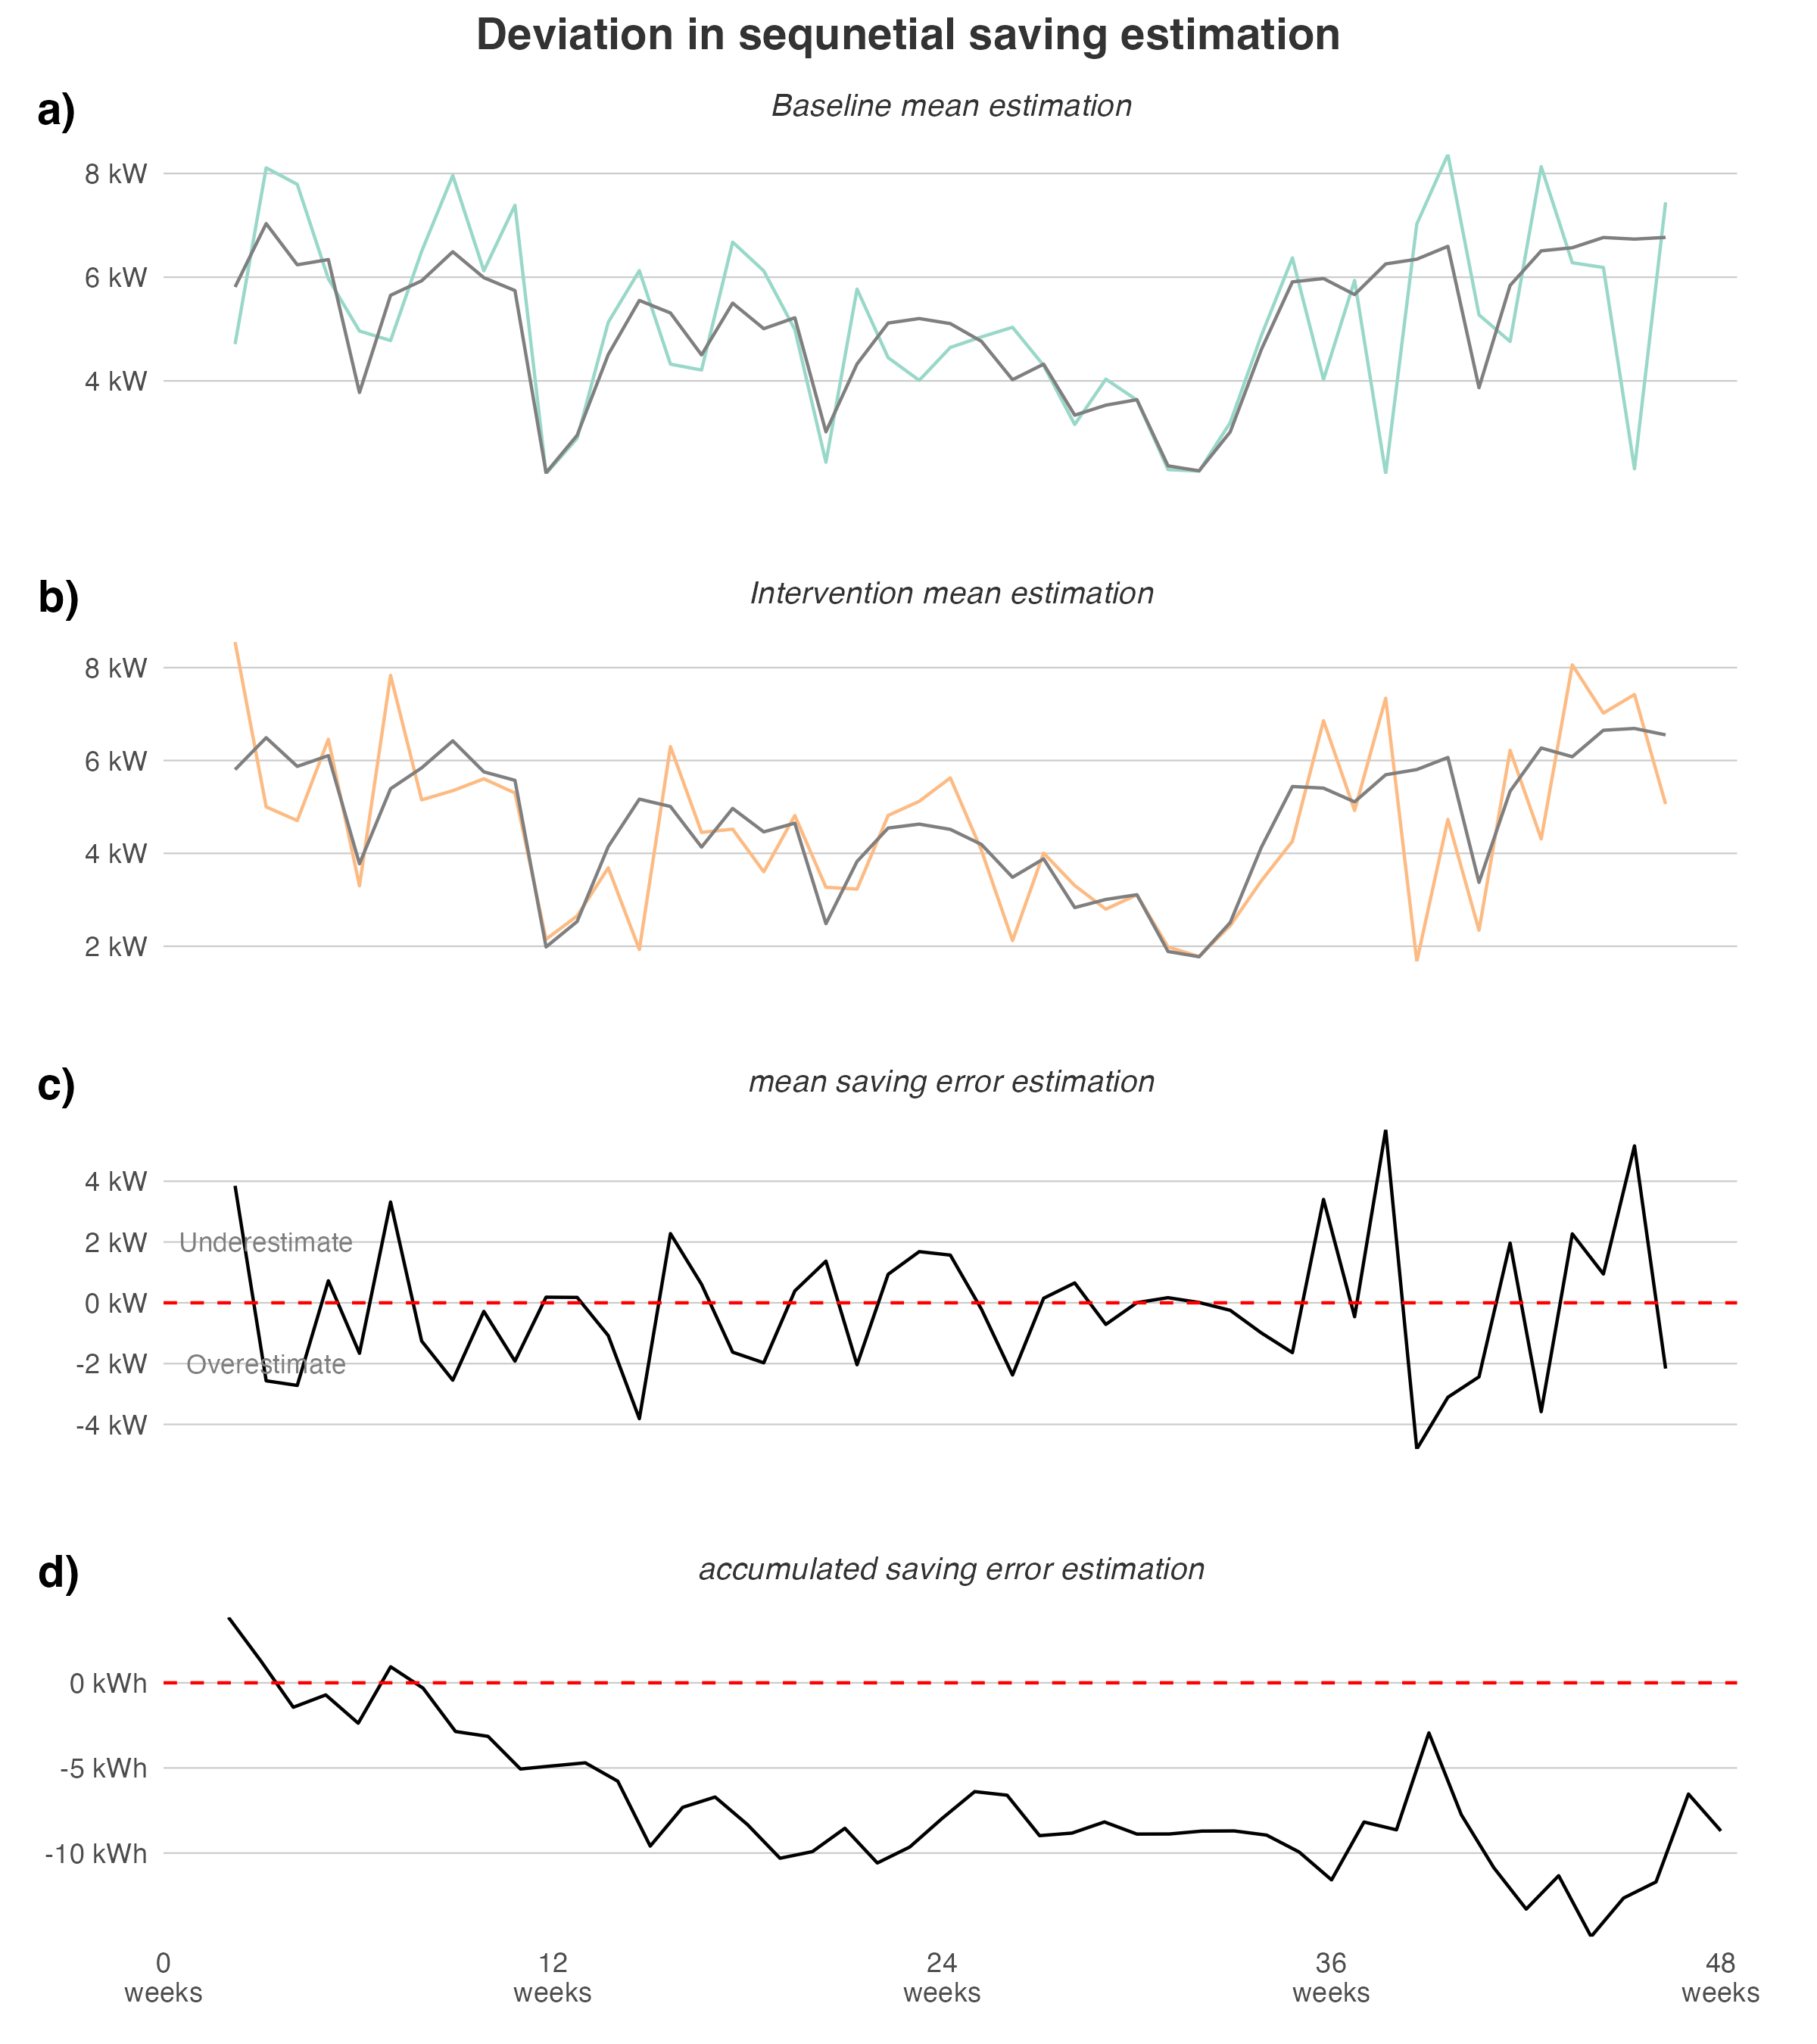 Deviation in sequnetial saving estimation
a)
Baseline mean estimation
8 kW
6 kW
4 kW
b)
Intervention mean estimation
8 kW
6 kW
4 kW
2 kW
c)
mean saving error estimation
4 kW
2 kW
Underestimate
0 kW
-2 kW
Overestimate
-4 kW
d)
accumulated saving error estimation
0 kWh
-5 kWh
-10 kWh
0 12 24 36 48
weeks weeks weeks weeks weeks